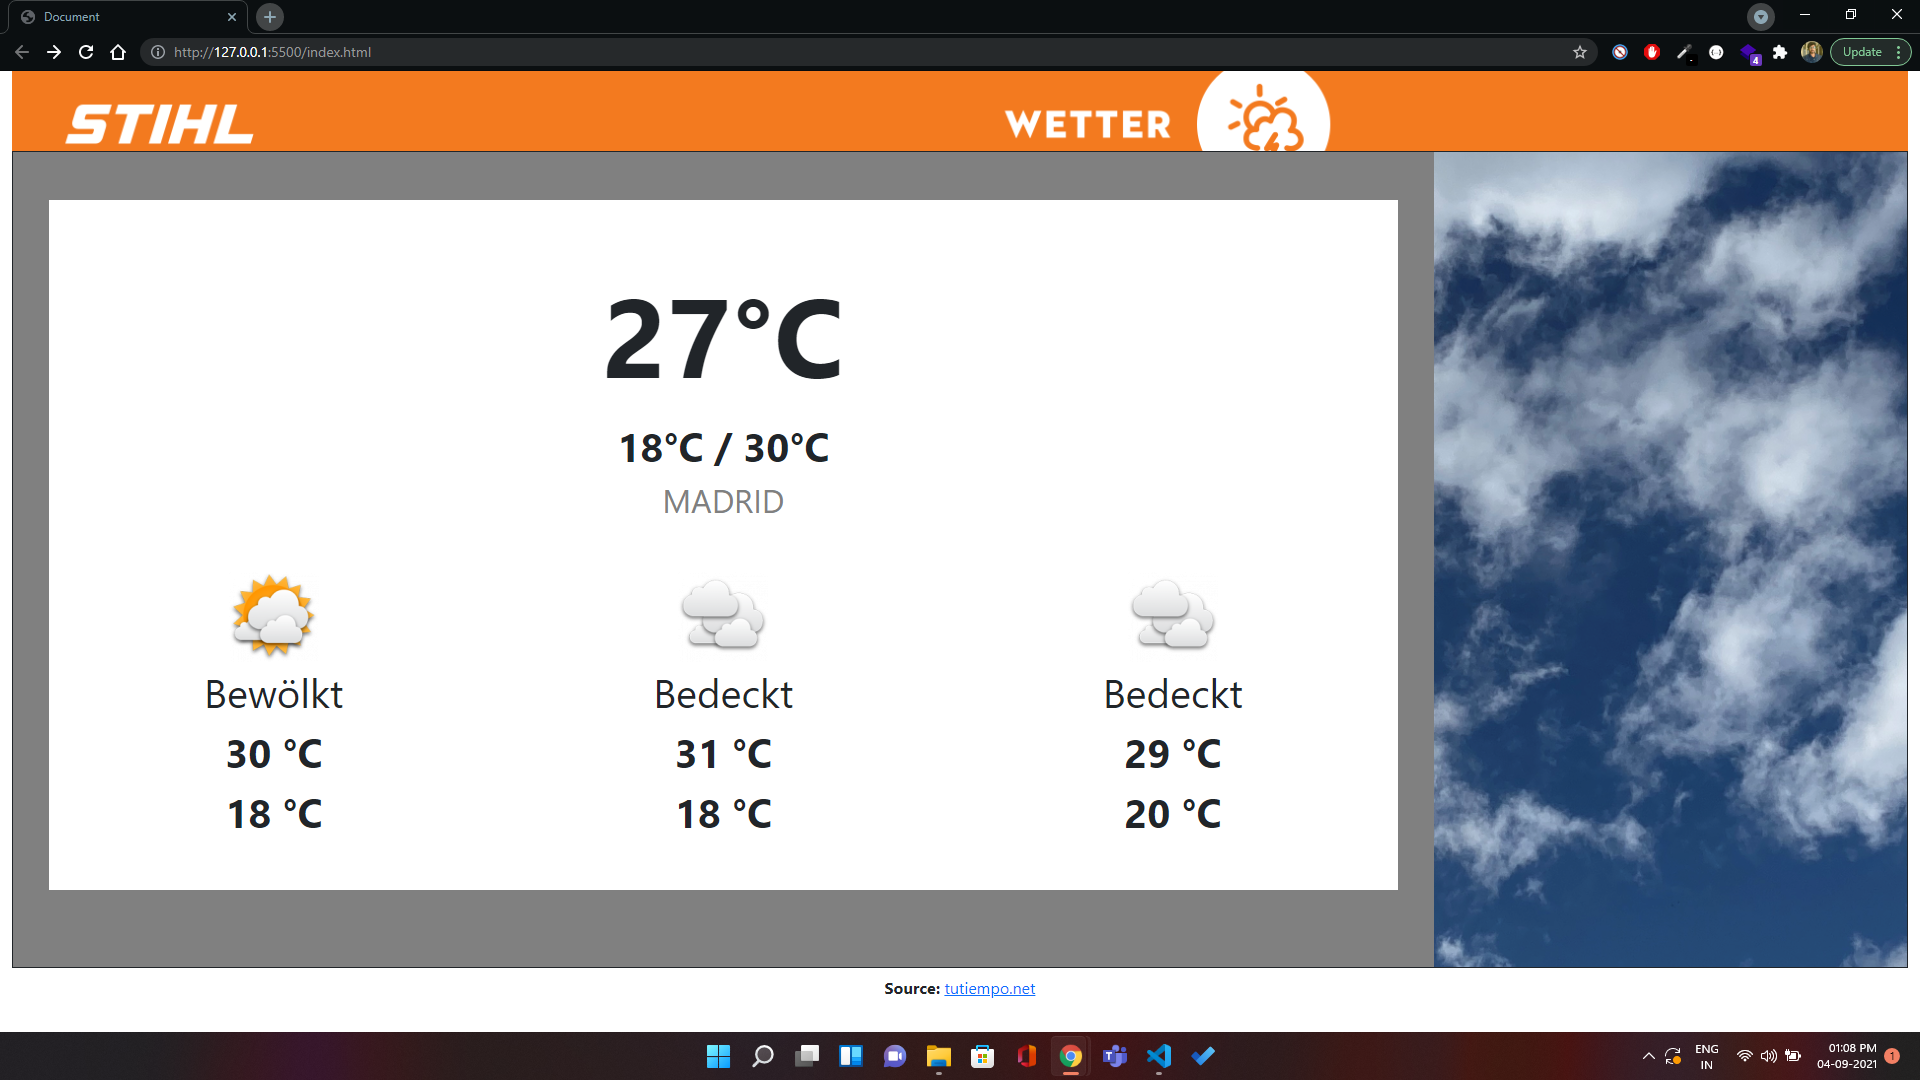 Document
http://127.0.0.1:5500/index.html
4
Update
STIHL
WETTER
27°C
18°C / 30°C
MADRID
Bewölkt
Bedeckt
Bedeckt
30 °C
31 °C
29 °C
18 °C
18 °C
20 °C
Source: tutiempo.net
ENG
IN
01:08 PM
04-09-2021
1